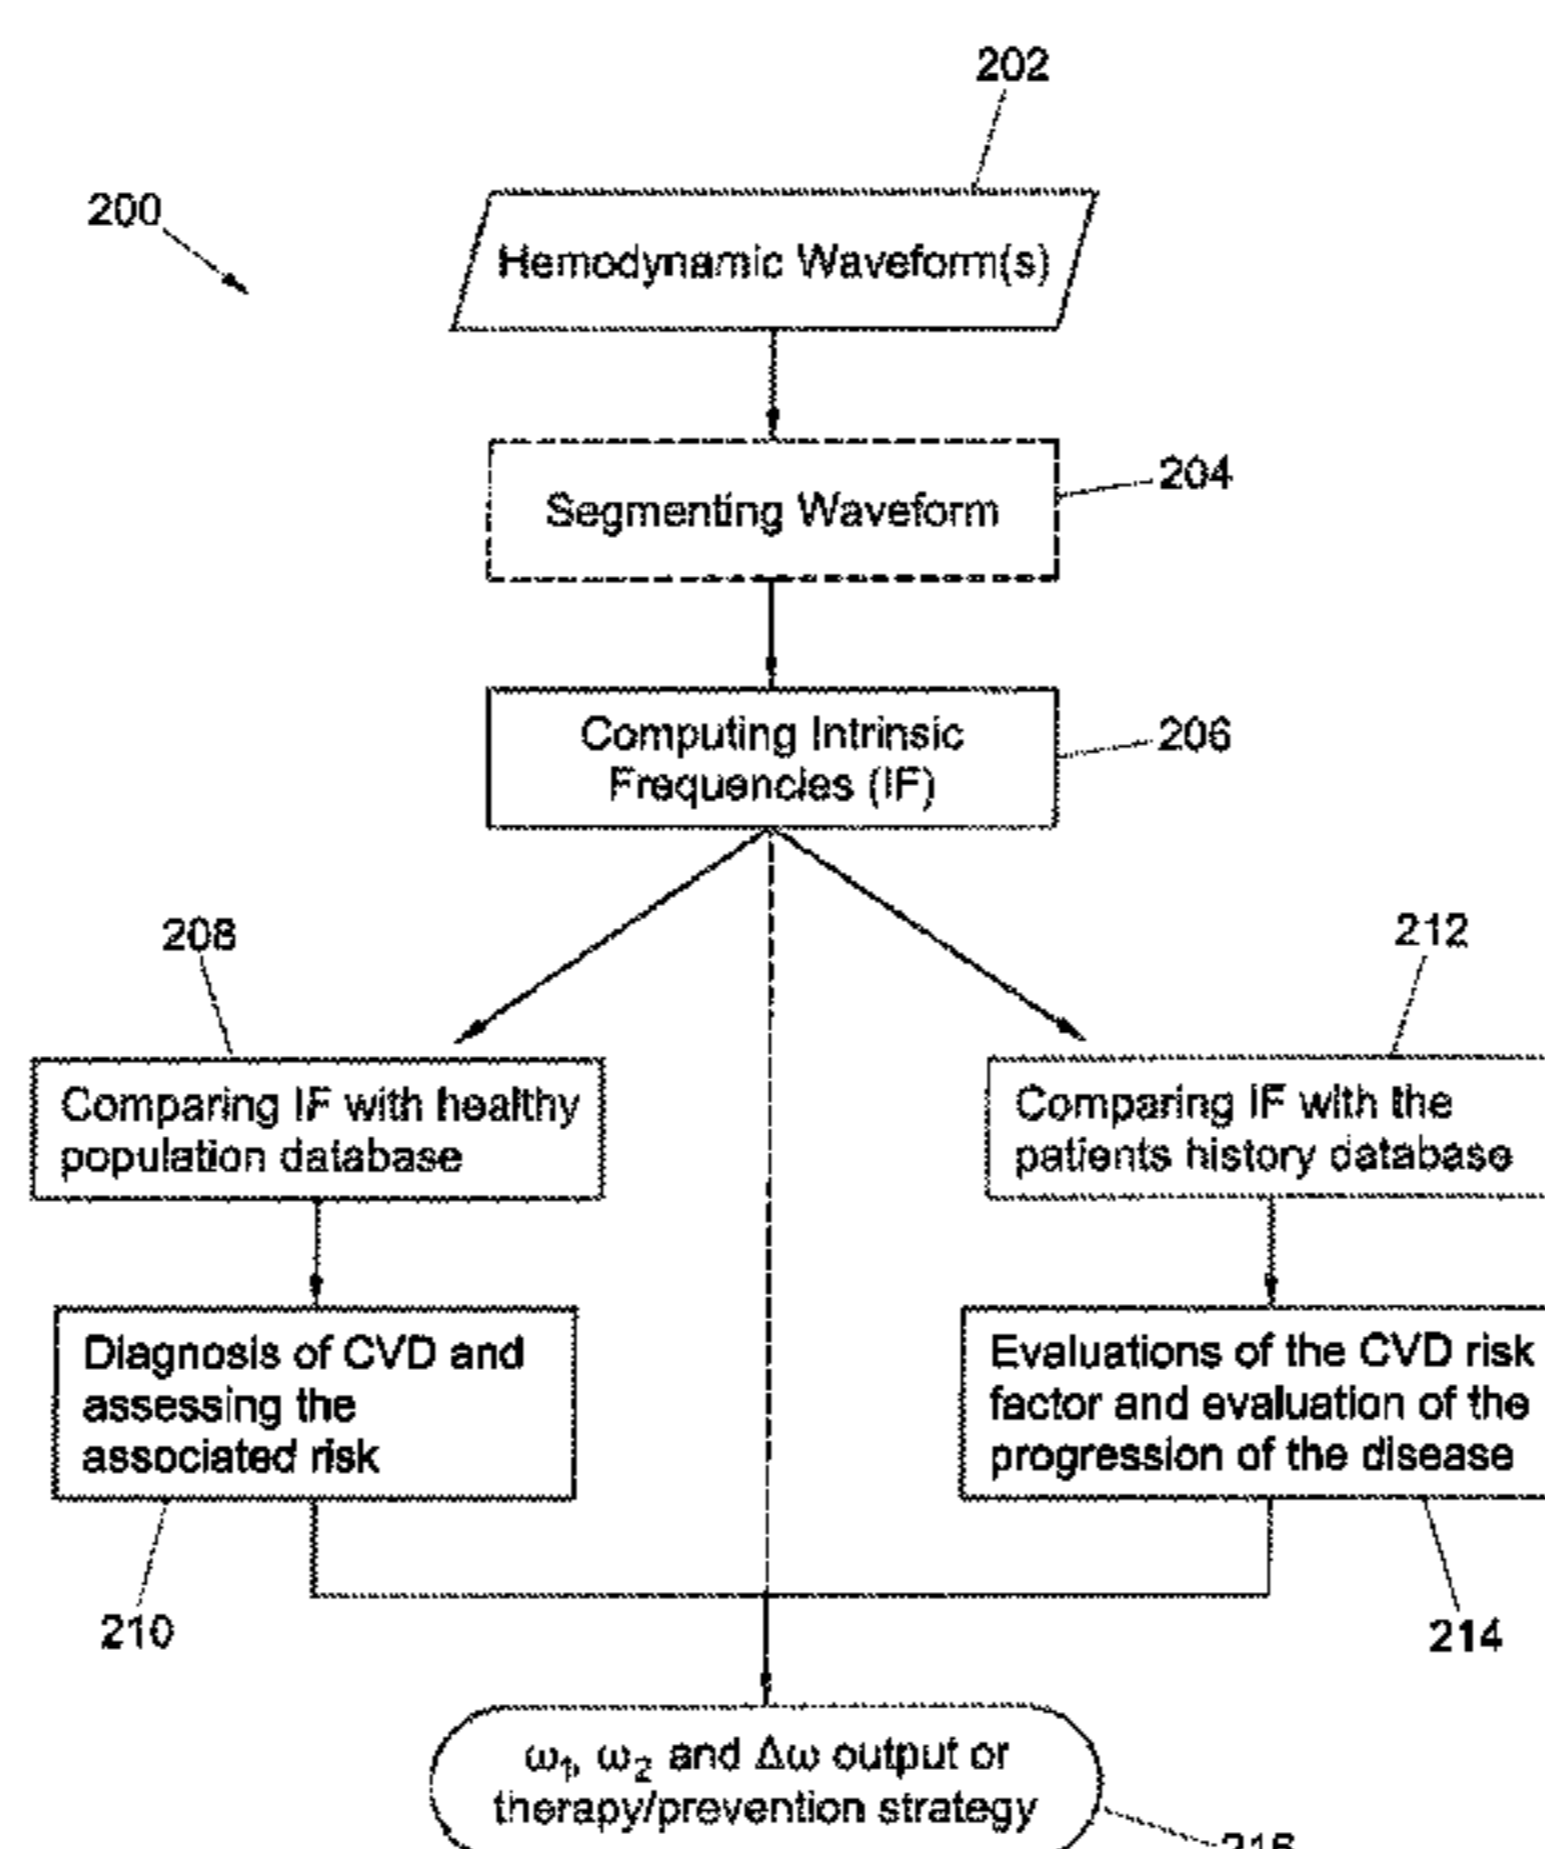 202
200
Hemodynamic Waveform(s)
204
Segmenting Waveform
Computing Intrinsic
Frequencies (IF)
206
208
212
Comparing IF with healthy
population database
Comparing IF with the
patients history database
Diagnosis of CVD and
assessing the
associated risk
Evaluations of the CVD risk
factor and evaluation of the
progression of the disease
210
214
ω₁, ω₂ and Δω output or
therapy/prevention strategy